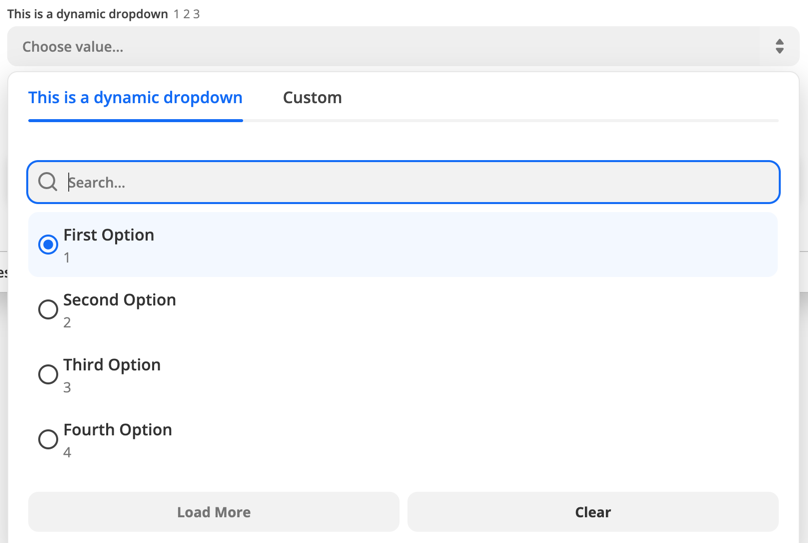 This is a dynamic dropdown 1 2 3
Choose value...
This is a dynamic dropdown Custom
Search...
First Option
1
Second Option
2
Third Option
3
Fourth Option
4
Load More Clear